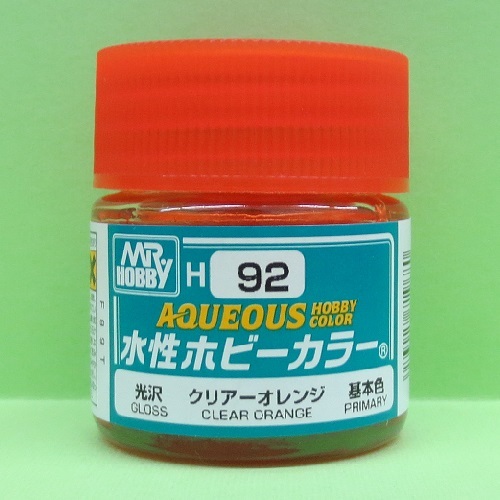 MR
HOBBY
H 92
AQUEOUS HOBBY COLOR
水性ホビーカラー®
光沢 クリアーオレンジ 基本色
GLOSS CLEAR ORANGE PRIMARY